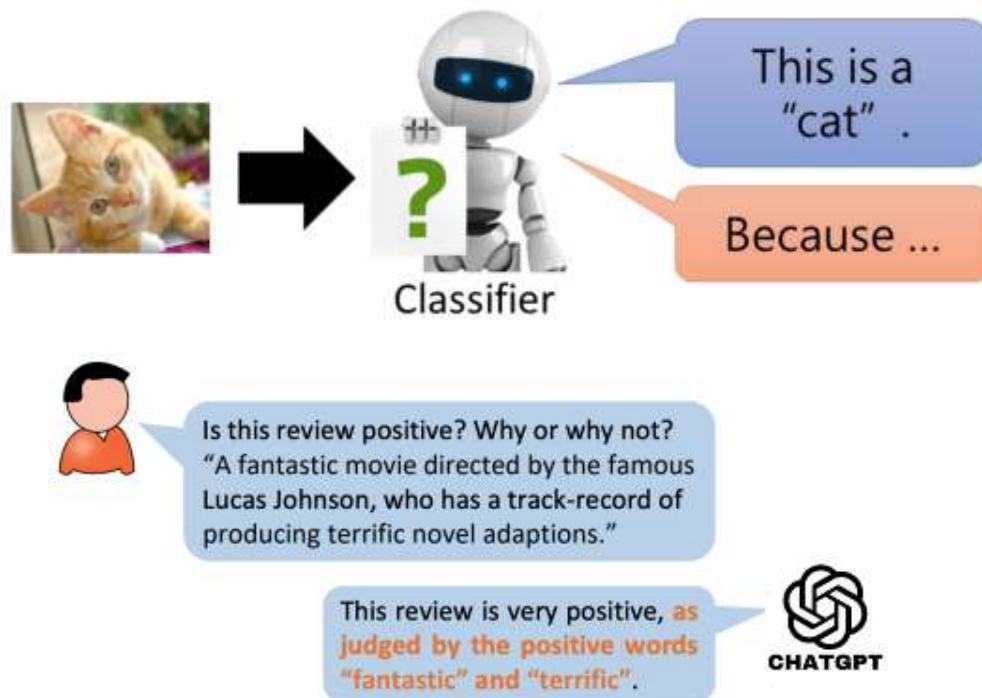 This is a
“cat” .
?
Because ...
Classifier
Is this review positive? Why or why not?
“A fantastic movie directed by the famous
Lucas Johnson, who has a track-record of
producing terrific novel adaptions.”
This review is very positive, as
judged by the positive words
“fantastic” and “terrific”.
CHATGPT